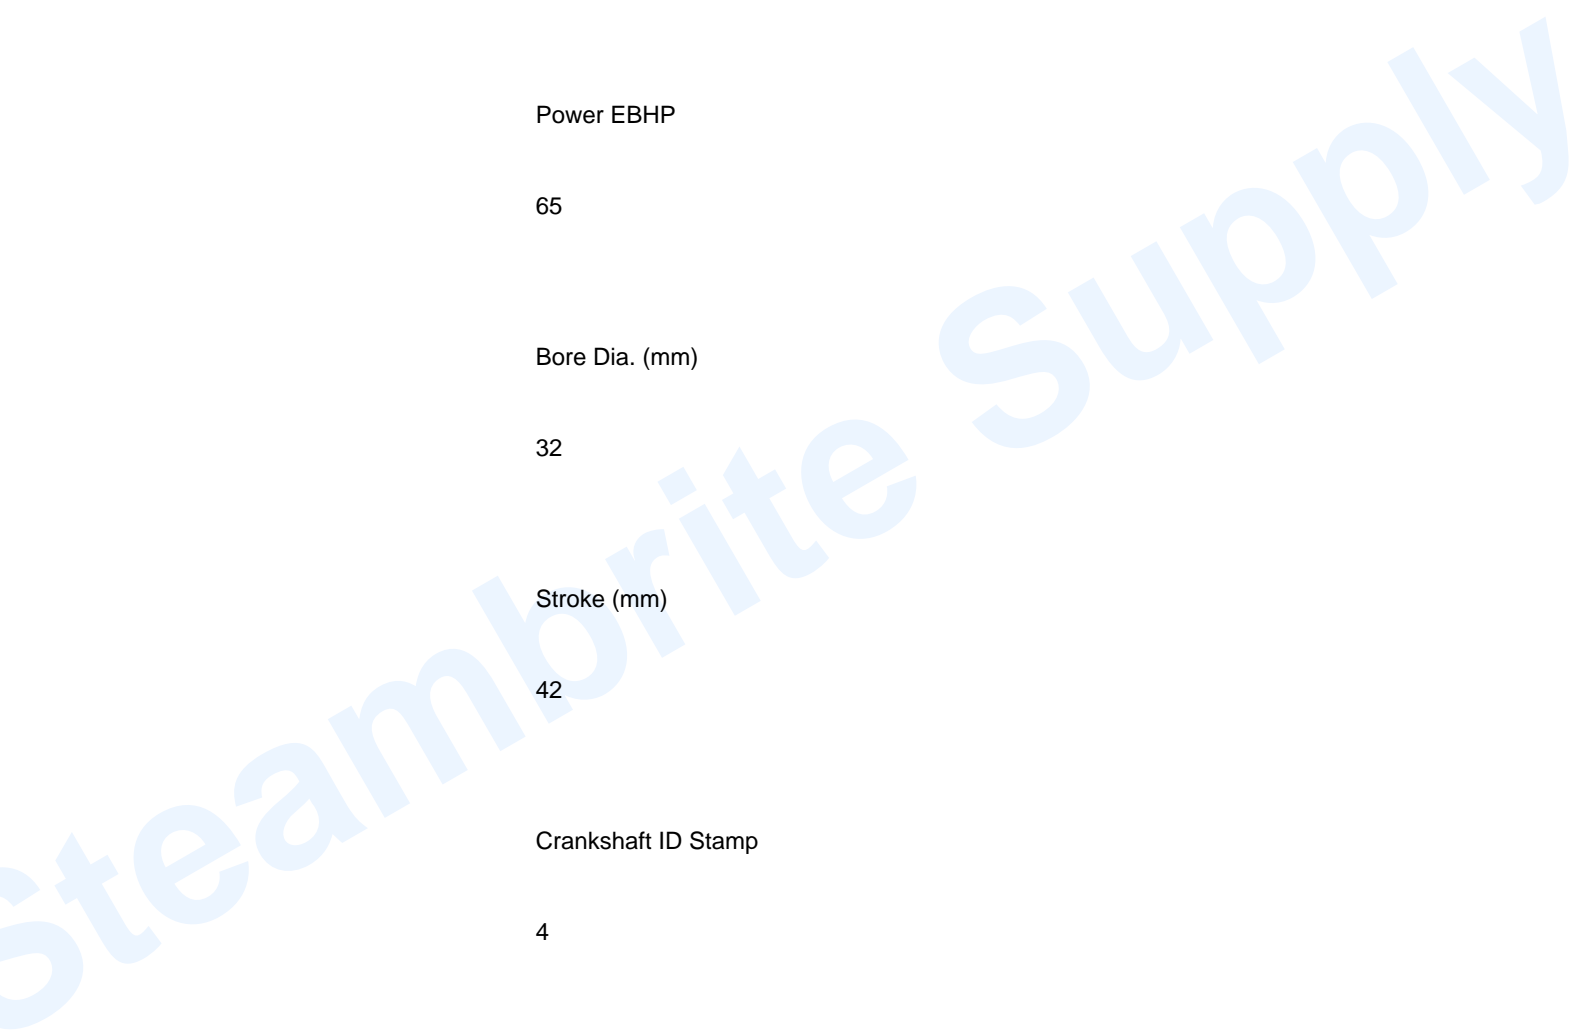 Power EBHP
65
Bore Dia. (mm)
32
Stroke (mm)
42
Crankshaft ID Stamp
4
Steambrite Supply